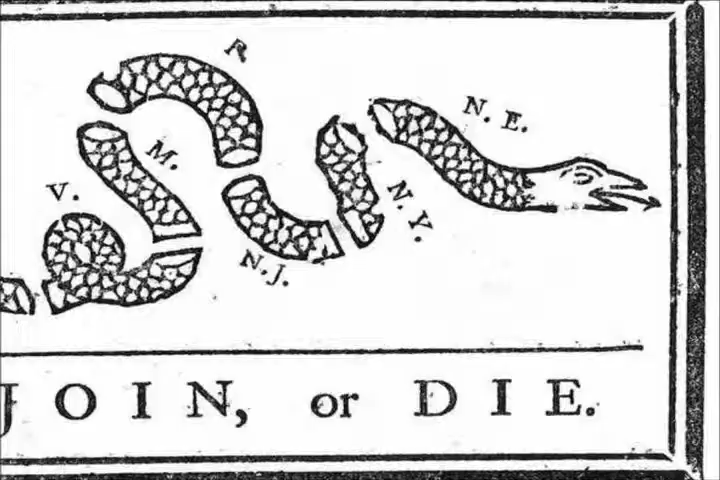 R
N. E.
M.
V.
N. Y.
N.J.
JOIN, or DIE.